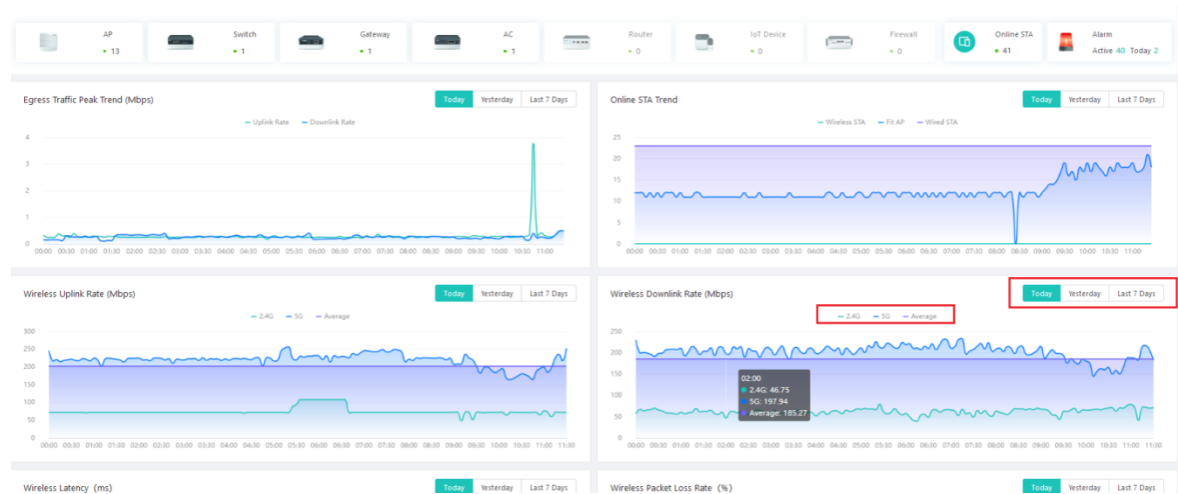 AP
13
Switch
1
Gateway
1
AC
1
Router
0
IoT Device
0
Firewall
0
Online STA
41
Alarm
Active 40 Today 2
Egress Traffic Peak Trend (Mbps)
Today Yesterday Last 7 Days
Uplink Rate Downlink Rate
4
3
2
1
0
00:00 00:30 01:00 01:30 02:00 02:30 03:00 03:30 04:00 04:30 05:00 05:30 06:00 06:30 07:00 07:30 08:00 08:30 09:00 09:30 10:00 10:30 11:00
Online STA Trend
Today Yesterday Last 7 Days
Wireless STA Fit AP Wired STA
25
20
15
10
5
0
00:00 00:30 01:00 01:30 02:00 02:30 03:00 03:30 04:00 04:30 05:00 05:30 06:00 06:30 07:00 07:30 08:00 08:30 09:00 09:30 10:00 10:30 11:00
Wireless Uplink Rate (Mbps)
Today Yesterday Last 7 Days
2.4G 5G Average
300
250
200
150
100
50
0
00:00 00:30 01:00 01:30 02:00 02:30 03:00 03:30 04:00 04:30 05:00 05:30 06:00 06:30 07:00 07:30 08:00 08:30 09:00 09:30 10:00 10:30 11:00 11:30
Wireless Downlink Rate (Mbps)
Today Yesterday Last 7 Days
2.4G 5G Average
250
200
150
100
50
0
02:00
2.4G: 46.75
5G: 197.94
Average: 185.27
00:00 00:30 01:00 01:30 02:00 02:30 03:00 03:30 04:00 04:30 05:00 05:30 06:00 06:30 07:00 07:30 08:00 08:30 09:00 09:30 10:00 10:30 11:00 11:30
Wireless Latency (ms)
Today Yesterday Last 7 Days
Wireless Packet Loss Rate (%)
Today Yesterday Last 7 Days